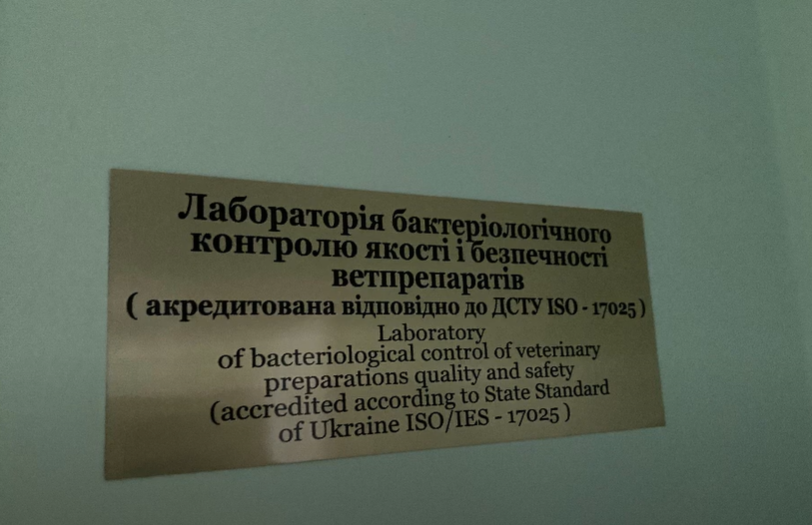 Лабораторія бактеріологічного
контролю якості і безпечності
ветпрепаратів
( акредитована відповідно до ДСТУ ISO - 17025 )
Laboratory
of bacteriological control of veterinary
preparations quality and safety
(accredited according to State Standard
of Ukraine ISO/IES - 17025 )